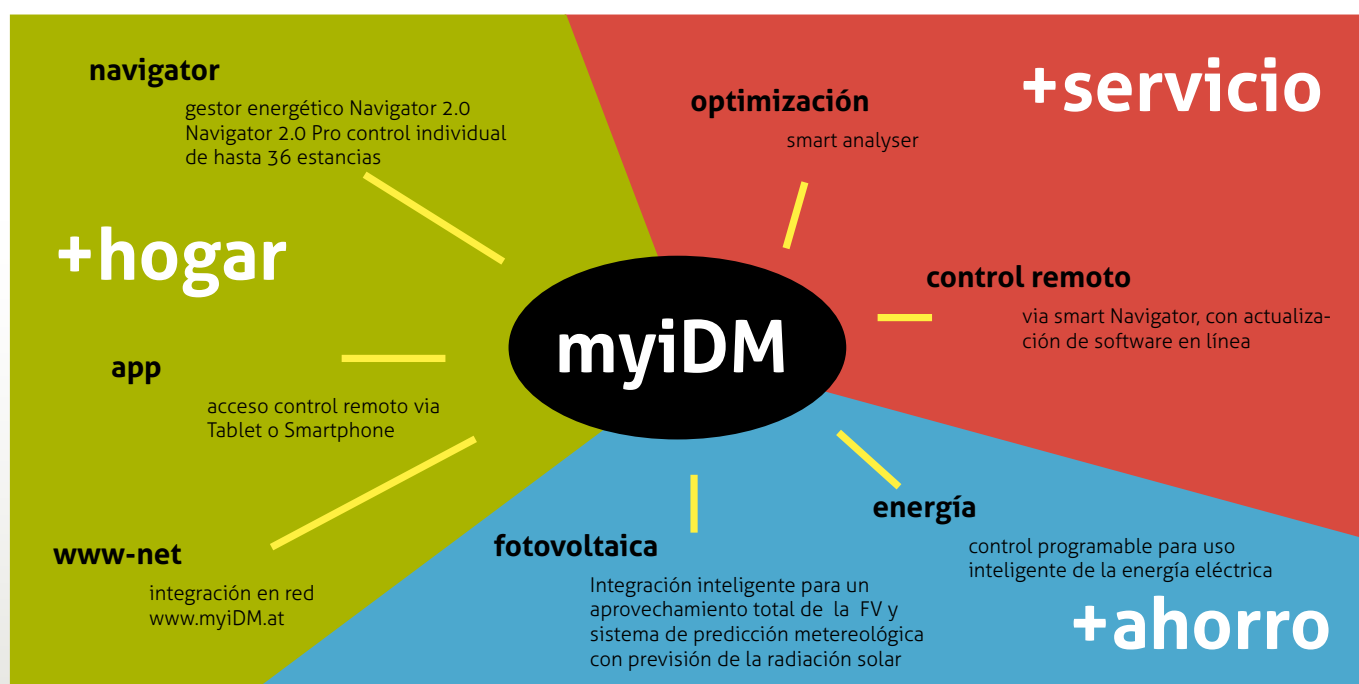 navigator
gestor energético Navigator 2.0
Navigator 2.0 Pro control individual
de hasta 36 estancias
+hogar
app
acceso control remoto via
Tablet o Smartphone
www-net
integración en red
www.myiDM.at
myiDM
optimización
smart analyser
+servicio
control remoto
via smart Navigator, con actualiza-
ción de software en línea
fotovoltaica
Integración inteligente para un
aprovechamiento total de la FV y
sistema de predicción metereológica
con previsión de la radiación solar
energía
control programable para uso
inteligente de la energía eléctrica
+ahorro